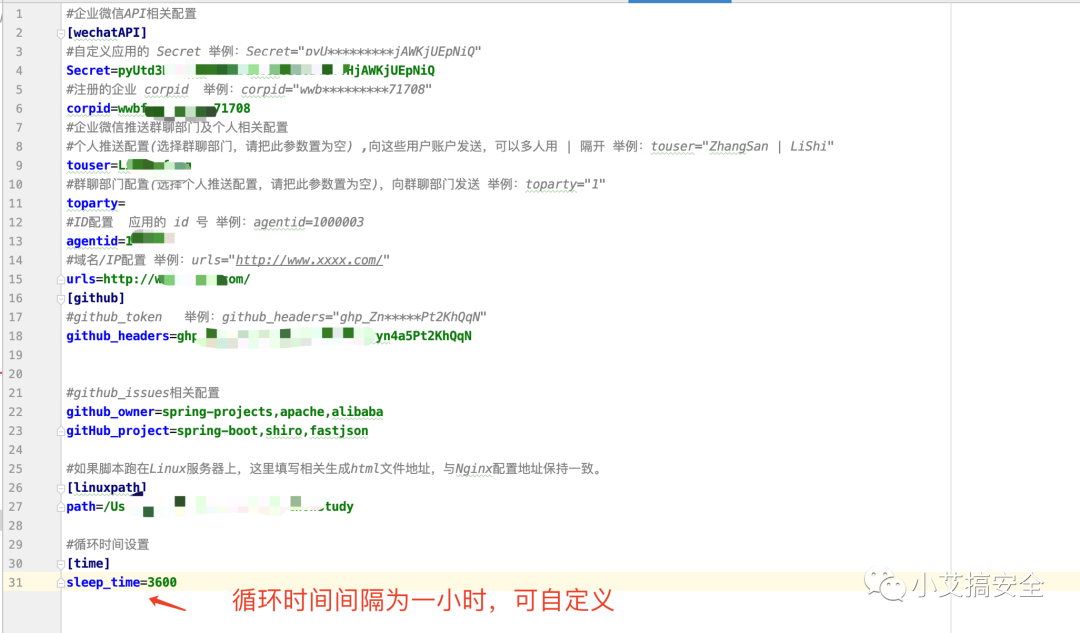 1 #企业微信API相关配置
2 [wechatAPI]
3 #自定义应用的 Secret 举例: Secret="pyU*********jAWKjUEpNiQ"
4 Secret=pyUtd3 HjAWKjUEpNiQ
5 #注册的企业 corpid 举例: corpid="wwb*********71708"
6 corpid=wwbf 71708
7 #企业微信推送群聊部门及个人相关配置
8 #个人推送配置(选择群聊部门, 请把此参数置为空) ,向这些用户账户发送, 可以多人用 | 隔开 举例: touser="ZhangSan | LiShi"
9 touser=L
10 #群聊部门配置(选择个人推送配置, 请把此参数置为空), 向群聊部门发送 举例: toparty="1"
11 toparty=
12 #ID配置 应用的 id 号 举例: agentid=1000003
13 agentid=1
14 #域名/IP配置 举例: urls="http://www.xxxx.com/"
15 urls=http://w om/
16 [github]
17 #github_token 举例: github_headers="ghp_Zn*****Pt2KhQqN"
18 github_headers=ghp yn4a5Pt2KhQqN
19
20
21 #github_issues相关配置
22 github_owner=spring-projects,apache,alibaba
23 gitHub_project=spring-boot,shiro,fastjson
24
25 #如果脚本跑在Linux服务器上, 这里填写相关生成html文件地址, 与Nginx配置地址保持一致。
26 [linuxpath]
27 path=/Us study
28
29 #循环时间设置
30 [time]
31 sleep_time=3600
循环时间间隔为一小时, 可自定义
小艾搞安全